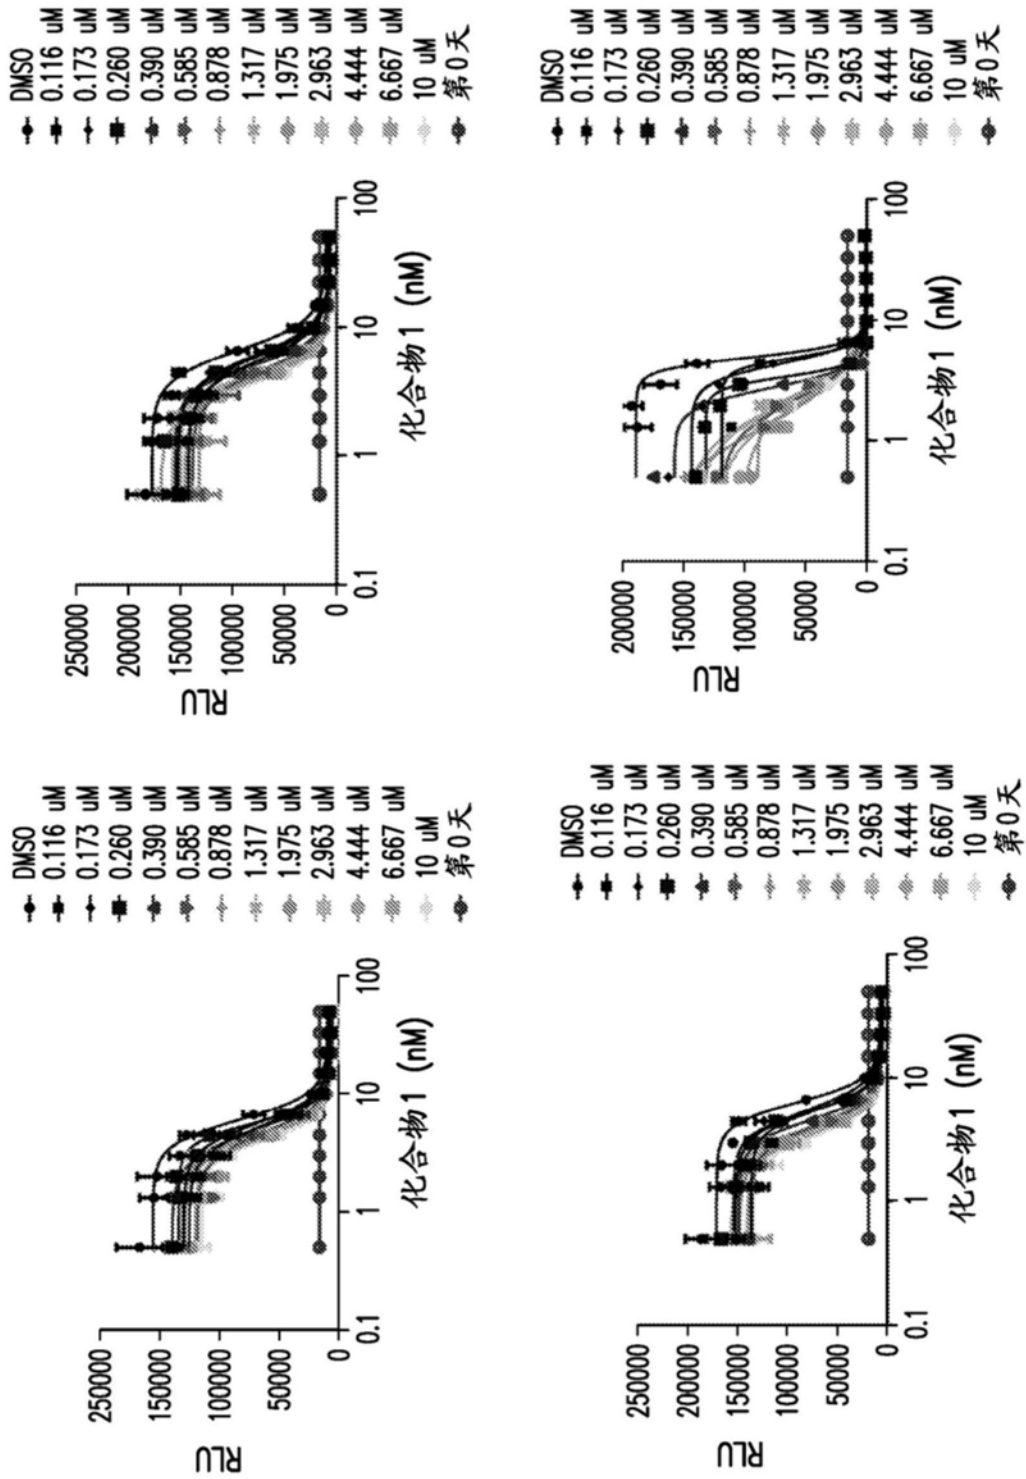 RLU
250000
200000
150000
100000
50000
0
0.1
1
10
100
化合物1 (nM)
DMSO
0.116 uM
0.173 uM
0.260 uM
0.390 uM
0.585 uM
0.878 uM
1.317 uM
1.975 uM
2.963 uM
4.444 uM
6.667 uM
10 uM
第0天
RLU
250000
200000
150000
100000
50000
0
0.1
1
10
100
化合物1 (nM)
DMSO
0.116 uM
0.173 uM
0.260 uM
0.390 uM
0.585 uM
0.878 uM
1.317 uM
1.975 uM
2.963 uM
4.444 uM
6.667 uM
10 uM
第0天
RLU
250000
200000
150000
100000
50000
0
0.1
1
10
100
化合物1 (nM)
DMSO
0.116 uM
0.173 uM
0.260 uM
0.390 uM
0.585 uM
0.878 uM
1.317 uM
1.975 uM
2.963 uM
4.444 uM
6.667 uM
10 uM
第0天
RLU
200000
150000
100000
50000
0
0.1
1
10
100
化合物1 (nM)
DMSO
0.116 uM
0.173 uM
0.260 uM
0.390 uM
0.585 uM
0.878 uM
1.317 uM
1.975 uM
2.963 uM
4.444 uM
6.667 uM
10 uM
第0天